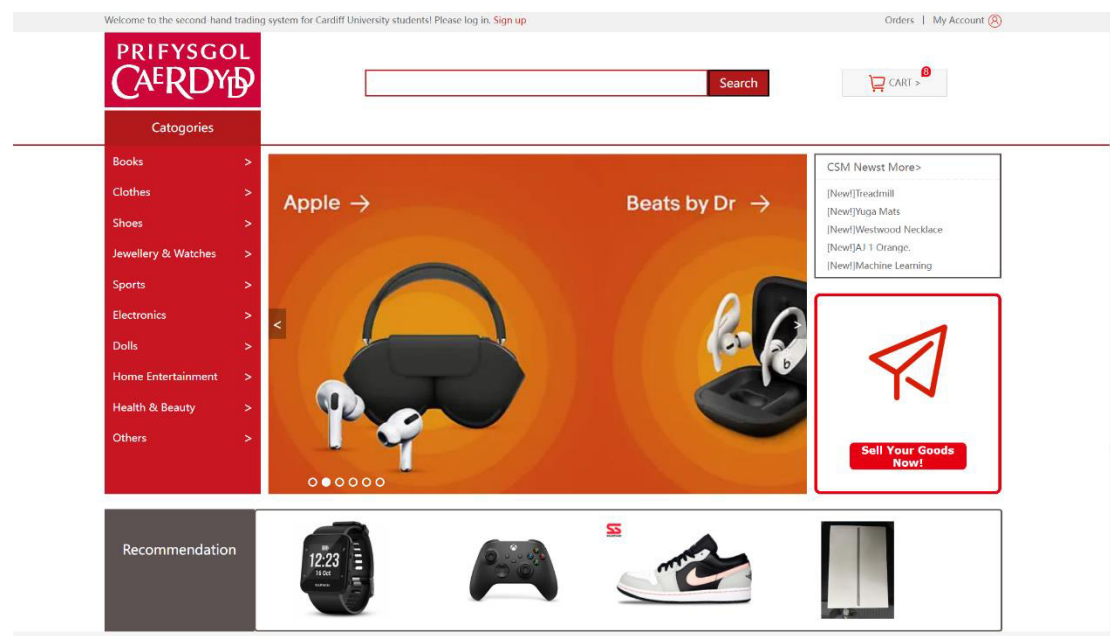 Welcome to the second-hand trading system for Cardiff University students! Please log in. Sign up
Orders | My Account
PRIFYSGOL
CAERDYDD
Search
8
CART >
Catogories
Books >
Clothes >
Shoes >
Jewellery & Watches >
Sports >
Electronics >
Dolls >
Home Entertainment >
Health & Beauty >
Others >
Apple →
Beats by Dr →
<
>
b
CSM Newst More>
[New!]Treadmill
[New!]Yuga Mats
[New!]Westwood Necklace
[New!]AJ 1 Orange.
[New!]Machine Learning
Sell Your Goods
Now!
Recommendation
12:23
16 Oct